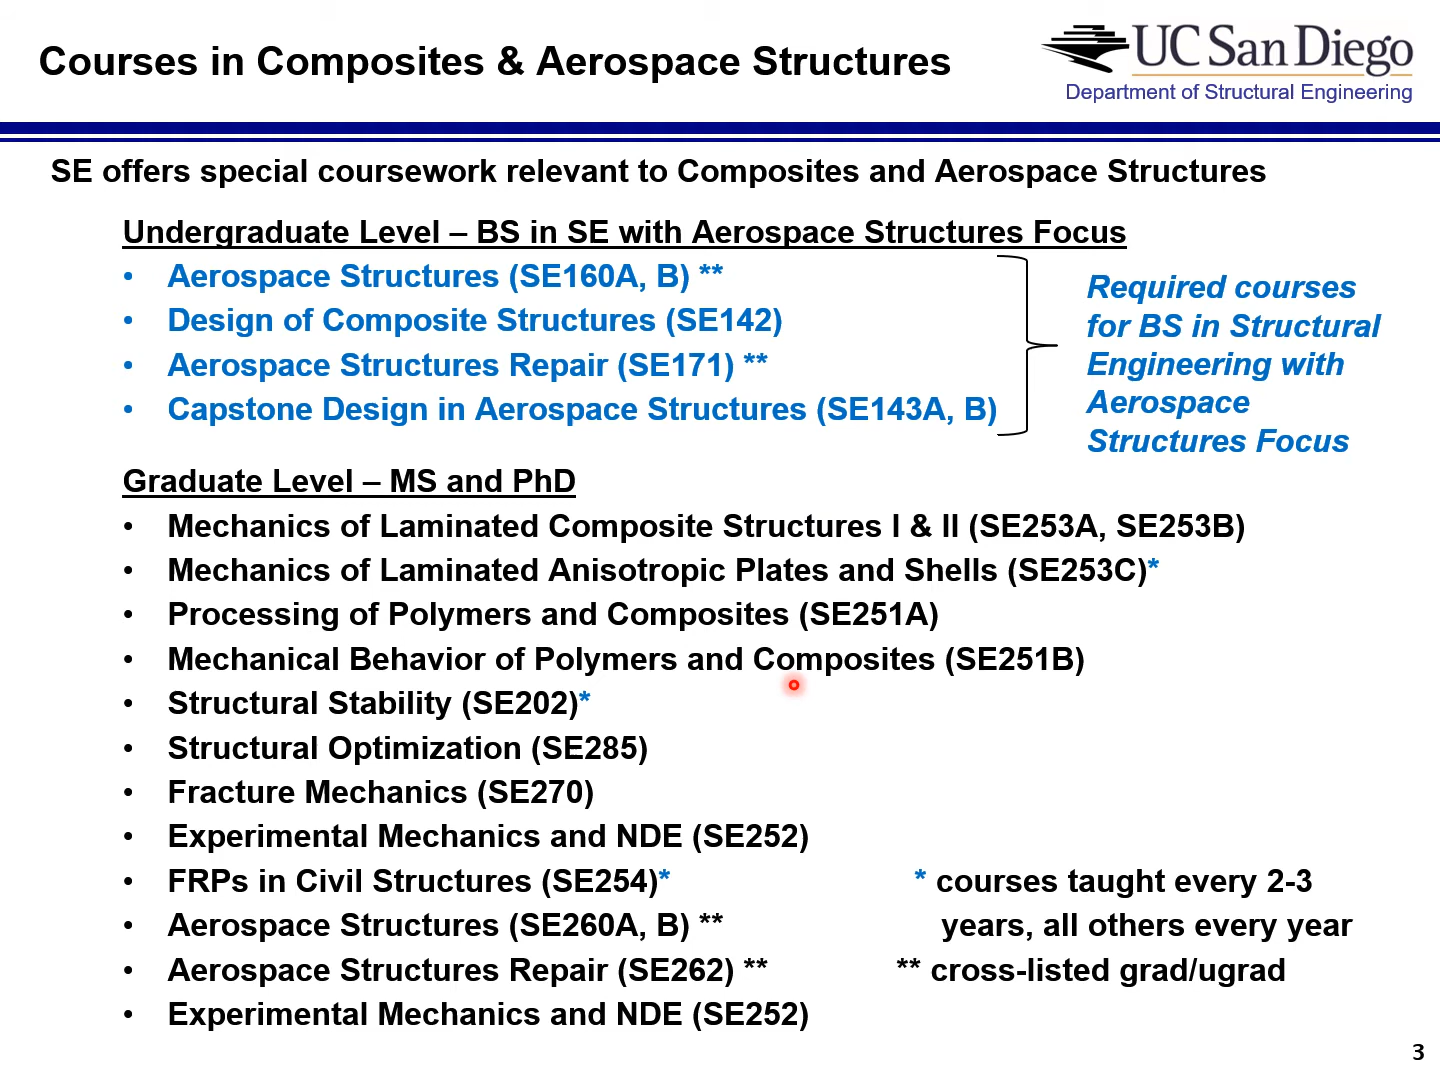 Courses in Composites & Aerospace Structures
UC San Diego
Department of Structural Engineering
SE offers special coursework relevant to Composites and Aerospace Structures
Undergraduate Level – BS in SE with Aerospace Structures Focus
• Aerospace Structures (SE160A, B) **
• Design of Composite Structures (SE142)
• Aerospace Structures Repair (SE171) **
• Capstone Design in Aerospace Structures (SE143A, B)
Required courses
for BS in Structural
Engineering with
Aerospace
Structures Focus
Graduate Level – MS and PhD
• Mechanics of Laminated Composite Structures I & II (SE253A, SE253B)
• Mechanics of Laminated Anisotropic Plates and Shells (SE253C)*
• Processing of Polymers and Composites (SE251A)
• Mechanical Behavior of Polymers and Composites (SE251B)
• Structural Stability (SE202)*
• Structural Optimization (SE285)
• Fracture Mechanics (SE270)
• Experimental Mechanics and NDE (SE252)
• FRPs in Civil Structures (SE254)*
• Aerospace Structures (SE260A, B) **
• Aerospace Structures Repair (SE262) **
• Experimental Mechanics and NDE (SE252)
* courses taught every 2-3
years, all others every year
** cross-listed grad/ugrad
3